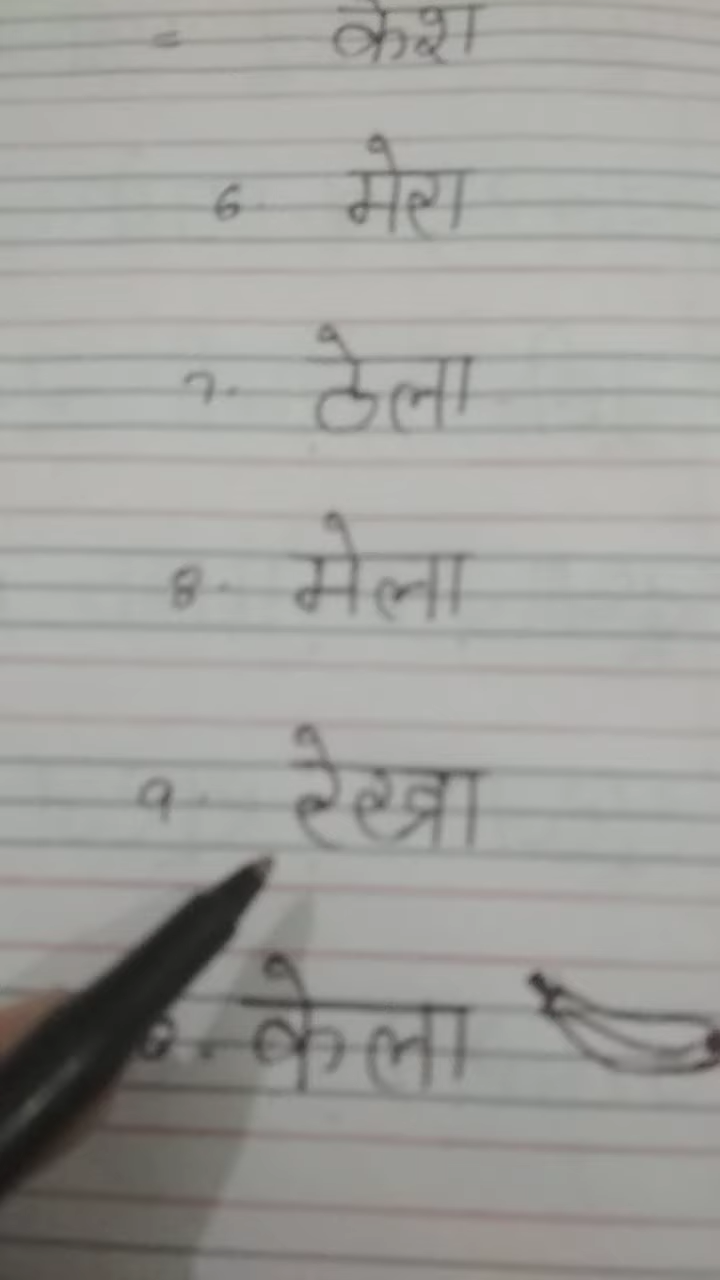 केश
6. मेरा
7. ठेला
8. मेला
9. रेखा
केला